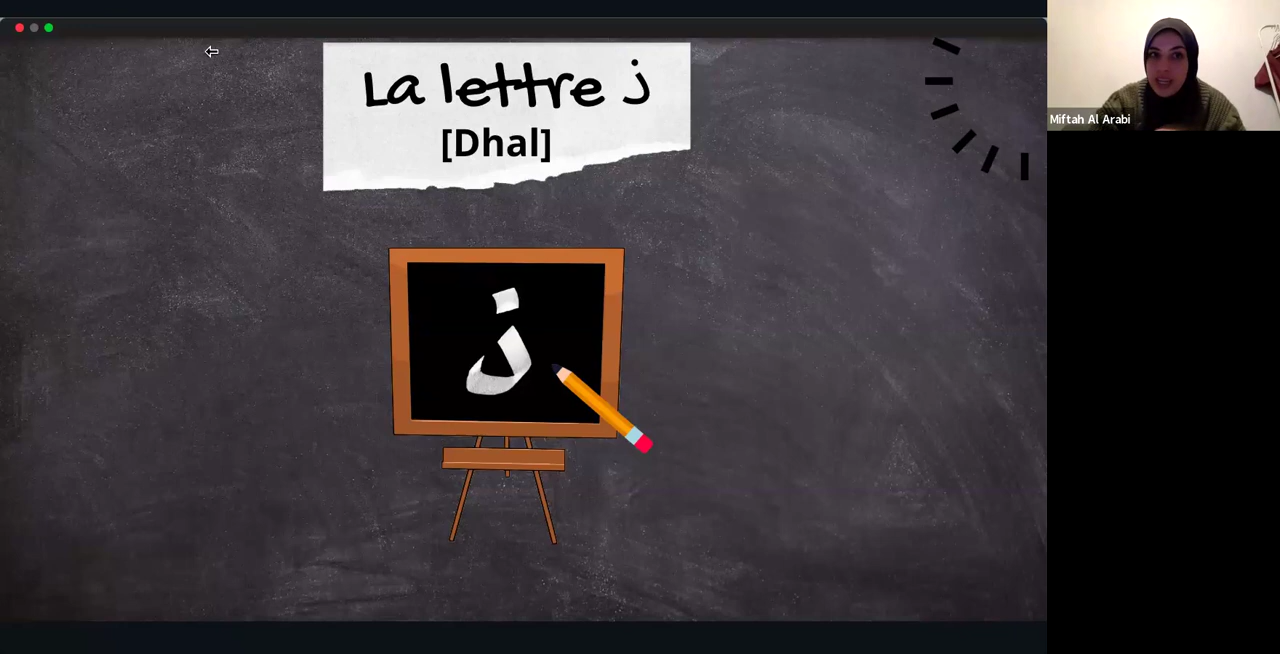 La lettre ذ
[Dhal]
ذ
Miftah Al Arabi